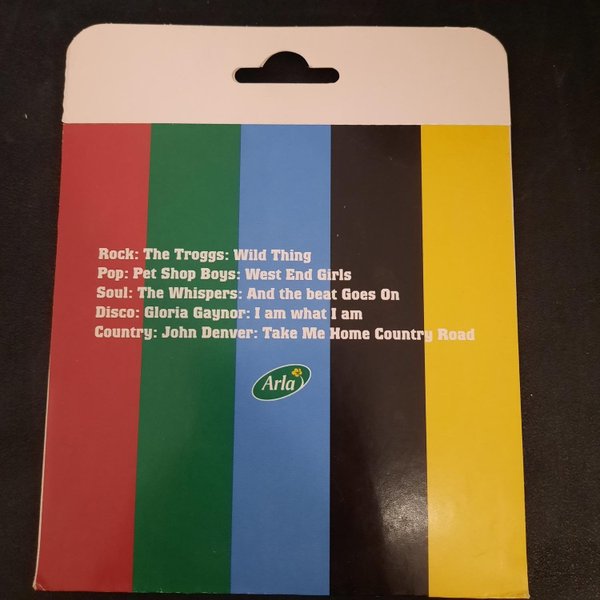 Rock: The Troggs: Wild Thing
Pop: Pet Shop Boys: West End Girls
Soul: The Whispers: And the beat Goes On
Disco: Gloria Gaynor: I am what I am
Country: John Denver: Take Me Home Country Road
Arla